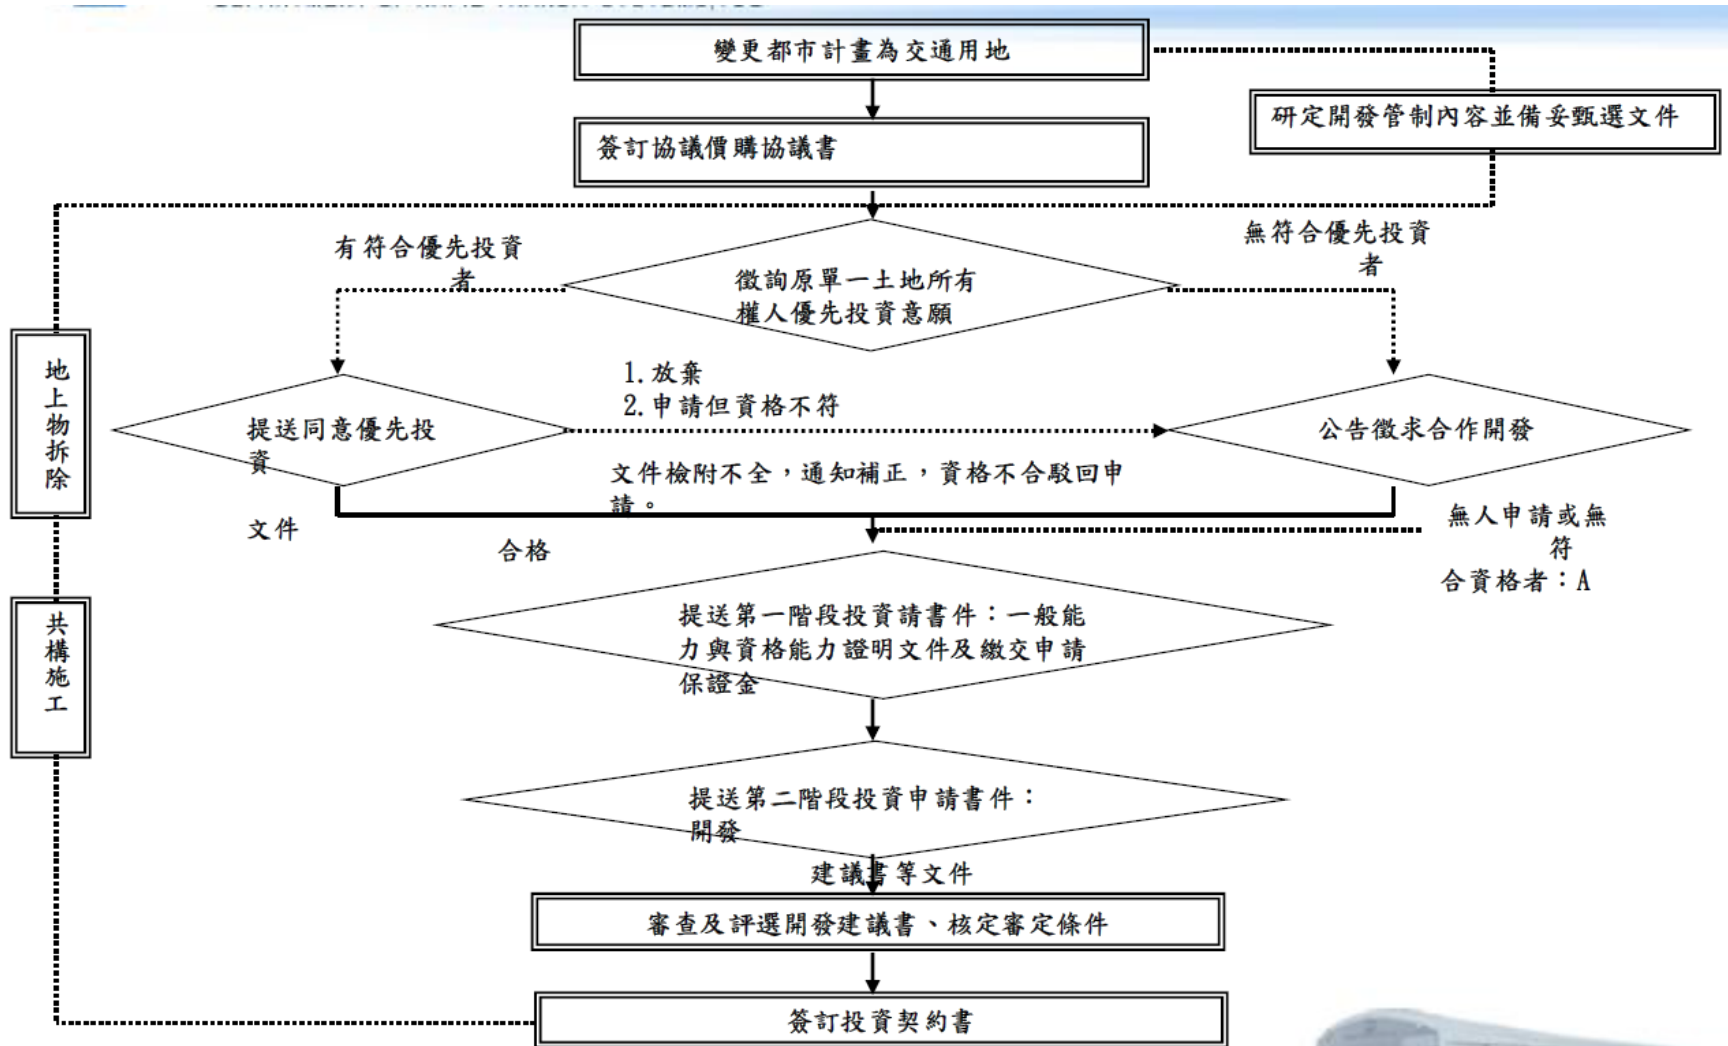 變更都市計畫為交通用地
研定開發管制內容並備妥甄選文件
簽訂協議價購協議書
有符合優先投資
者
無符合優先投資
者
徵詢原單一土地所有
權人優先投資意願
地上物拆除
1.放棄
2.申請但資格不符
提送同意優先投
資
公告徵求合作開發
文件檢附不全，通知補正，資格不合駁回申
請。
文件
合格
無人申請或無
符
合資格者：A
共構施工
提送第一階段投資請書件：一般能
力與資格能力證明文件及繳交申請
保證金
提送第二階段投資申請書件：
開發
建議書等文件
審查及評選開發建議書、核定審定條件
簽訂投資契約書